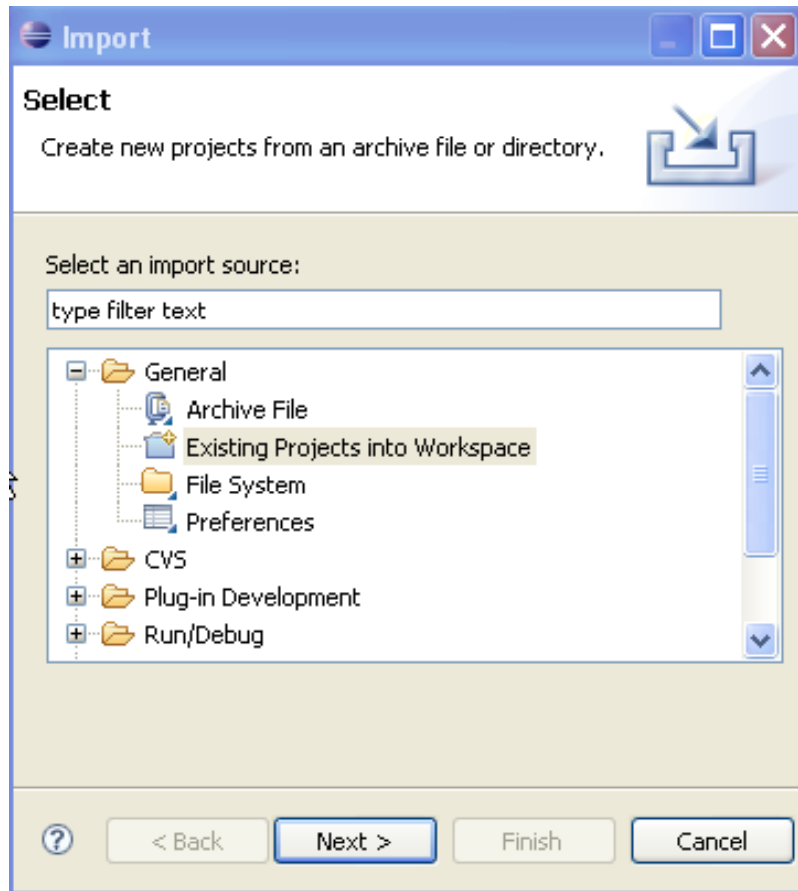 Import
Select
Create new projects from an archive file or directory.
Select an import source:
type filter text
General
Archive File
Existing Projects into Workspace
File System
Preferences
CVS
Plug-in Development
Run/Debug
? < Back Next > Finish Cancel